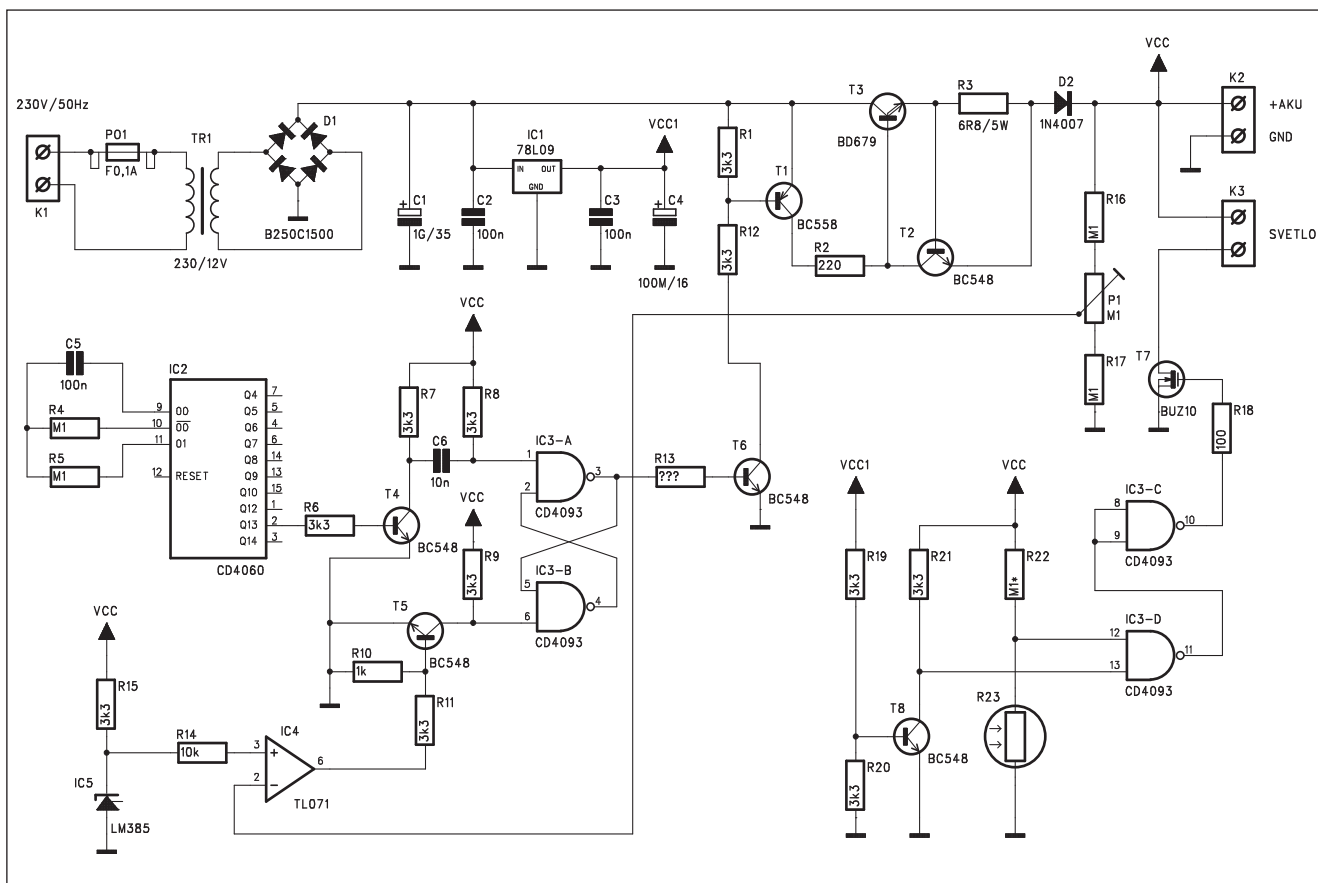 230V/50Hz
K1
PO1
F0,1A
TR1
230/12V
D1
B250C1500
C1
1G/35
+
C2
100n
IC1
78L09
IN
OUT
GND
C3
100n
VCC1
C4
100M/16
+
R1
3k3
R12
3k3
T1
BC558
R2
220
T3
BD679
T2
BC548
R3
6R8/5W
D2
1N4007
VCC
K2
+AKU
GND
K3
SVETLO
R16
M1
P1
M1
R17
M1
T7
BUZ10
R18
100
C5
100n
R4
M1
R5
M1
IC2
9 OO
10 OO
11 O1
12 RESET
Q4 7
Q5 5
Q6 4
Q7 6
Q8 14
Q9 13
Q10 15
Q12 1
Q13 2
Q14 3
CD4060
R6
3k3
T4
BC548
VCC
R7
3k3
R8
3k3
C6
10n
IC3-A
1
2
3
CD4093
R13
???
T6
BC548
VCC
R9
3k3
IC3-B
5
6
4
CD4093
T5
BC548
R10
1k
R11
3k3
VCC
R15
3k3
R14
10k
IC5
LM385
IC4
3 +
2 −
6
TL071
VCC1
R19
3k3
R20
3k3
T8
BC548
VCC
R21
3k3
R22
M1*
R23
IC3-C
8
9
10
CD4093
IC3-D
12
13
11
CD4093